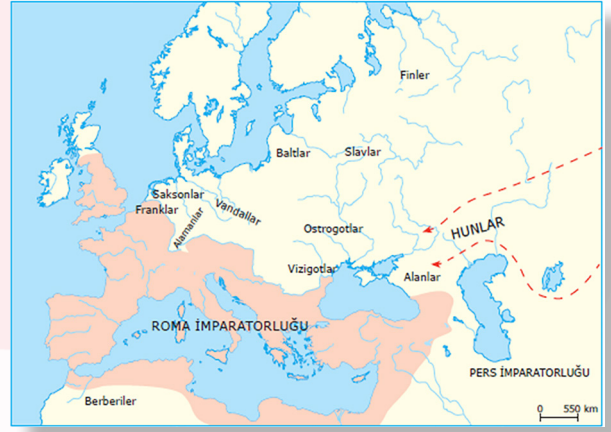 Finler
Baltlar
Slavlar
Saksonlar
Franklar
Alamanlar
Vandallar
Ostrogotlar
HUNLAR
Vizigotlar
Alanlar
ROMA İMPARATORLUĞU
PERS İMPARATORLUĞU
Berberiler
0 550 km